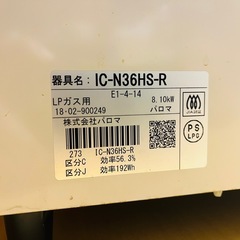 器具名: IC-N36HS-R
E1-4-14
LPガス用 8.10kW
18-02-900249 パロマ
株式会社パロマ
PS
LPG
273 IC-N36HS-R
区分C 効率56.3%
区分J 効率192Wh